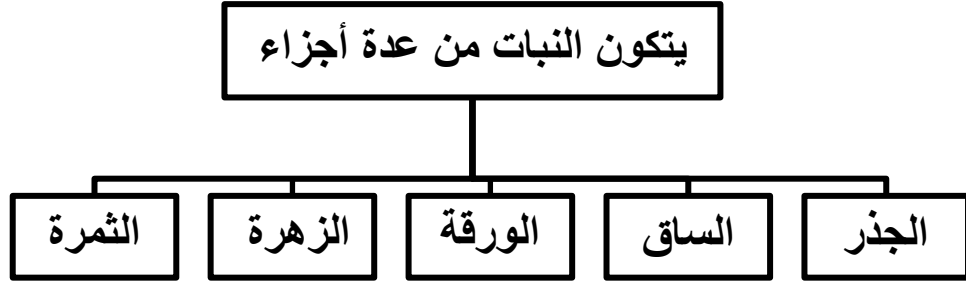 يتكون النبات من عدة أجزاء
الجذر
الساق
الورقة
الزهرة
الثمرة